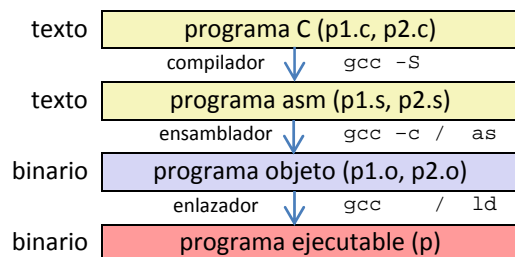 texto programa C (p1.c, p2.c)
compilador gcc -S
texto programa asm (p1.s, p2.s)
ensamblador gcc -c / as
binario programa objeto (p1.o, p2.o)
enlazador gcc / ld
binario programa ejecutable (p)